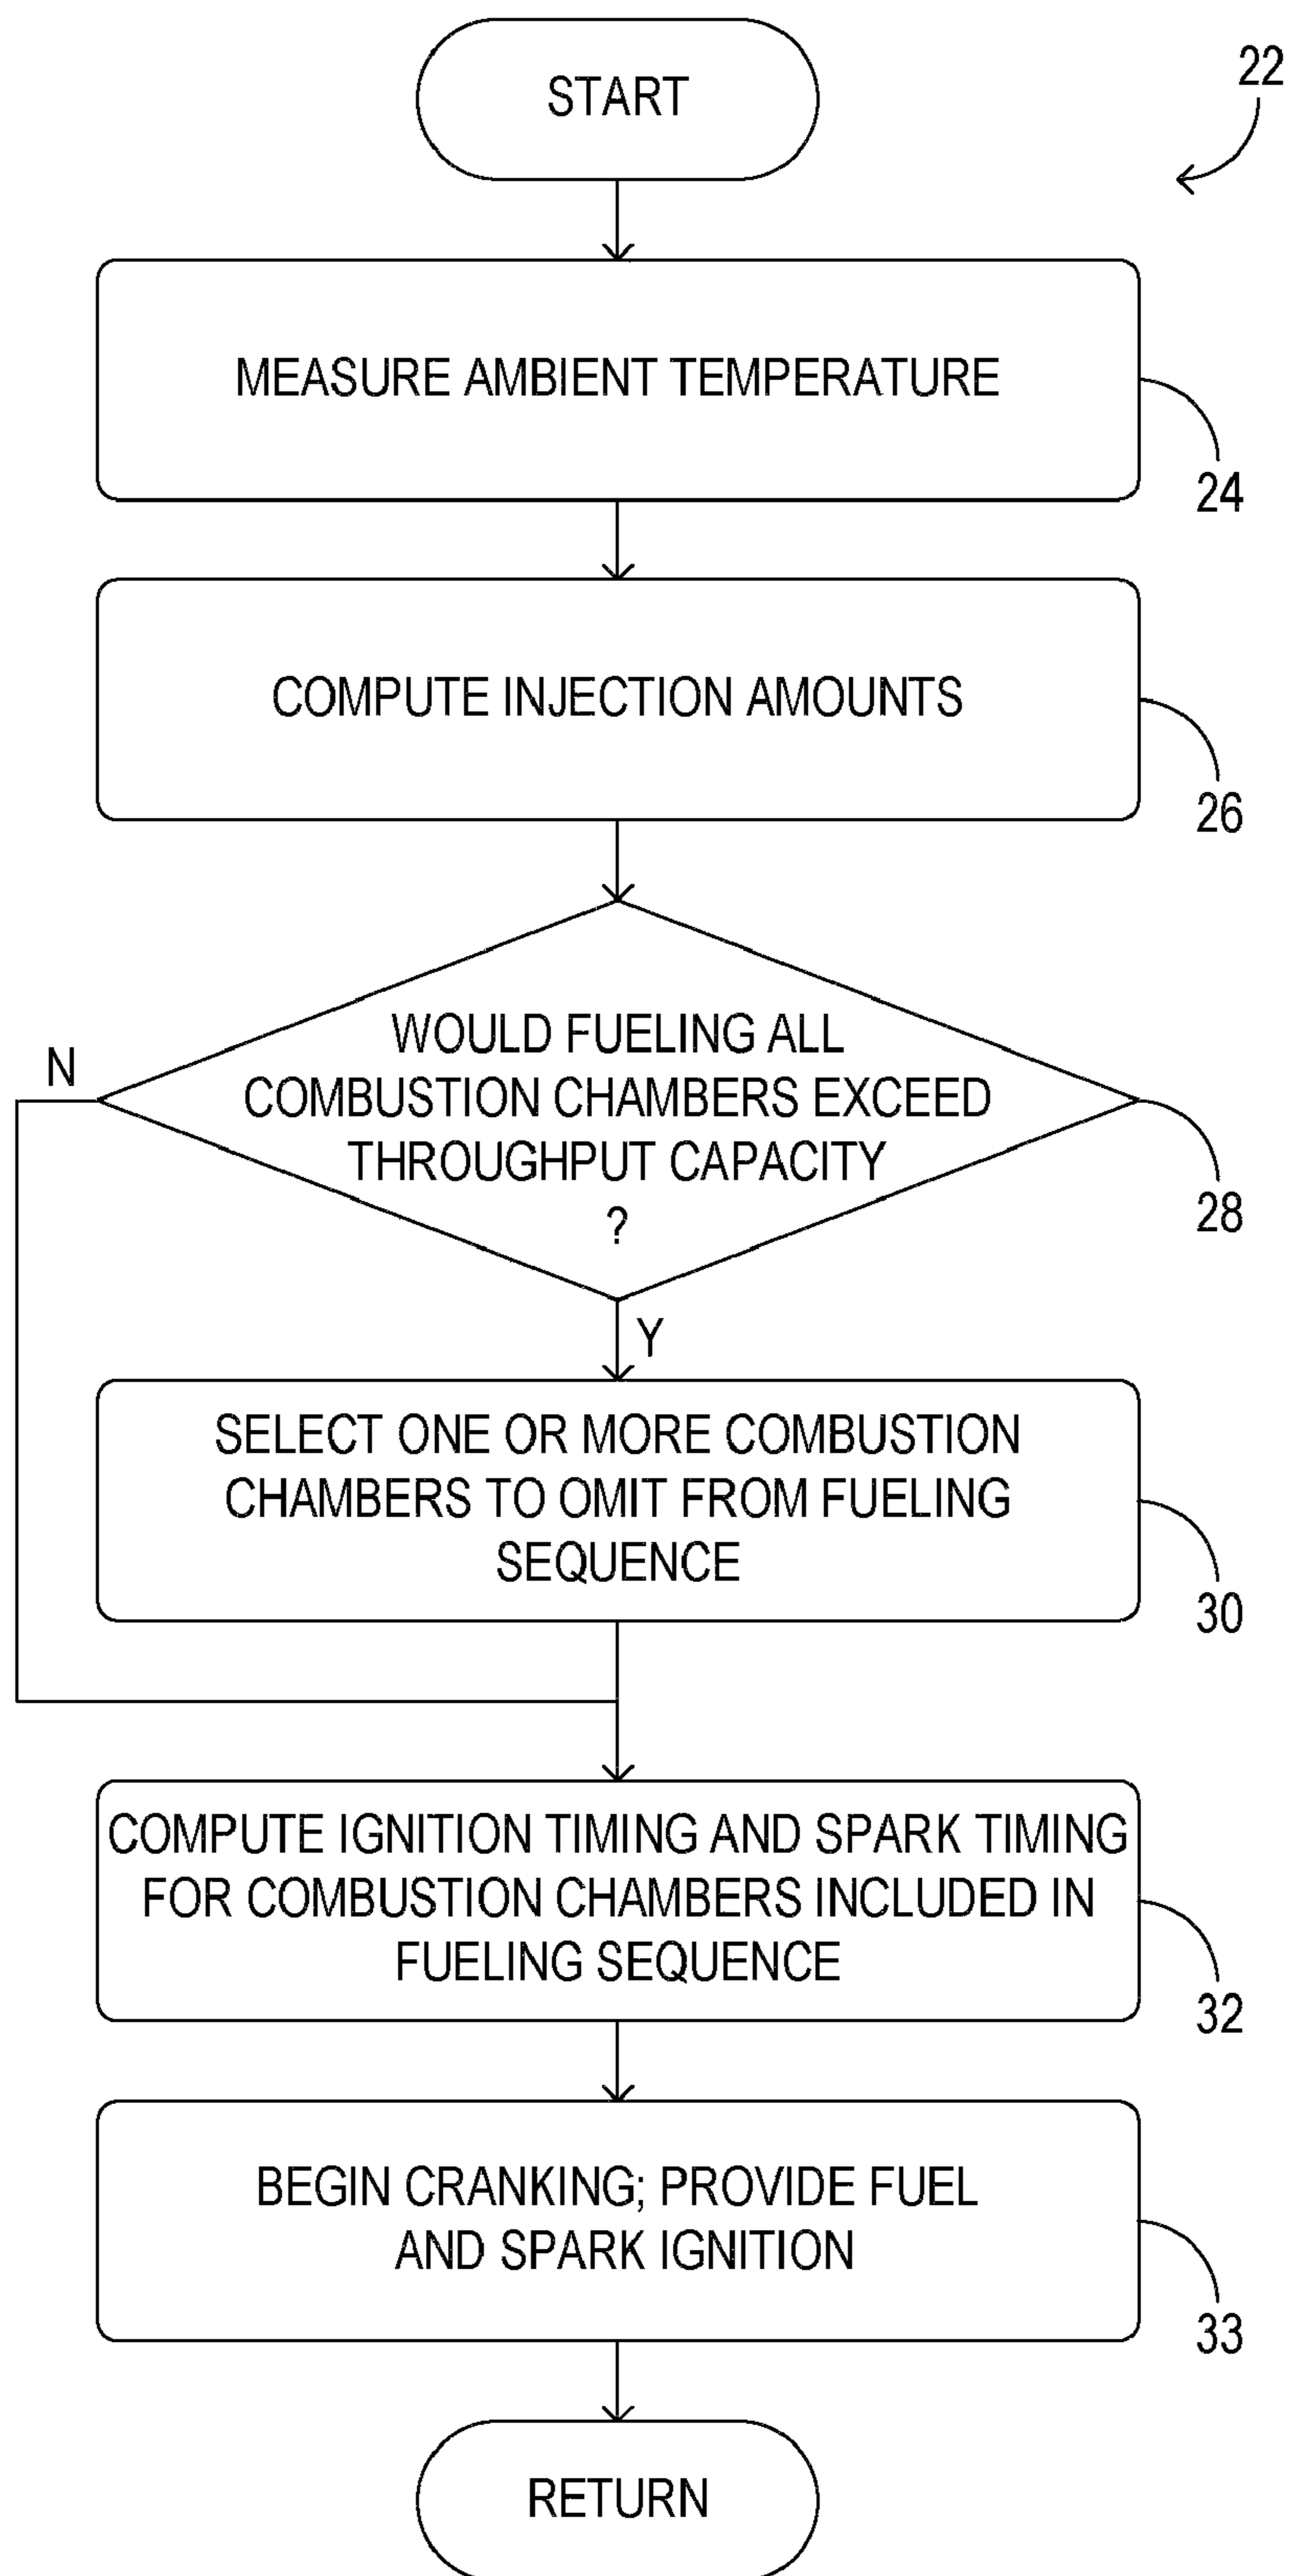 START
22
MEASURE AMBIENT TEMPERATURE
24
COMPUTE INJECTION AMOUNTS
26
N
WOULD FUELING ALL
COMBUSTION CHAMBERS EXCEED
THROUGHPUT CAPACITY
?
28
Y
SELECT ONE OR MORE COMBUSTION
CHAMBERS TO OMIT FROM FUELING
SEQUENCE
30
COMPUTE IGNITION TIMING AND SPARK TIMING
FOR COMBUSTION CHAMBERS INCLUDED IN
FUELING SEQUENCE
32
BEGIN CRANKING; PROVIDE FUEL
AND SPARK IGNITION
33
RETURN